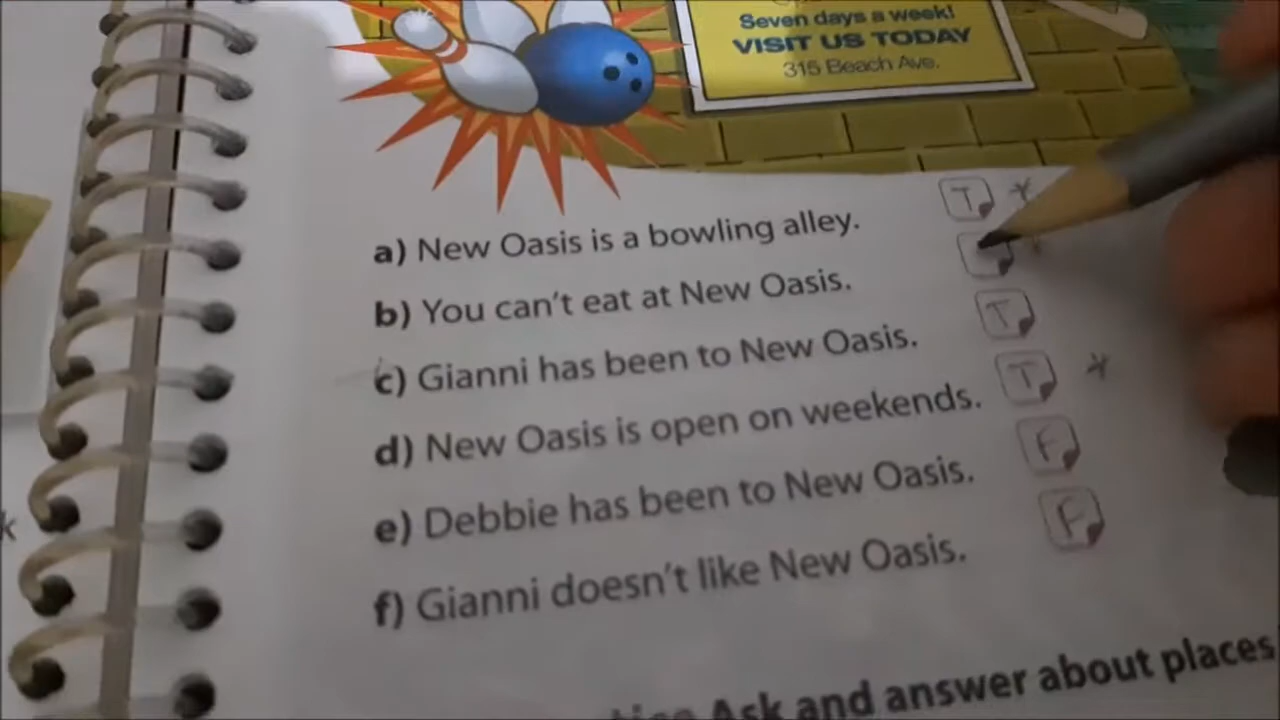 Seven days a week!
VISIT US TODAY
315 Beach Ave.
a) New Oasis is a bowling alley. T *
b) You can't eat at New Oasis.
c) Gianni has been to New Oasis. T
d) New Oasis is open on weekends. T *
e) Debbie has been to New Oasis. F
f) Gianni doesn't like New Oasis. F
Ask and answer about places